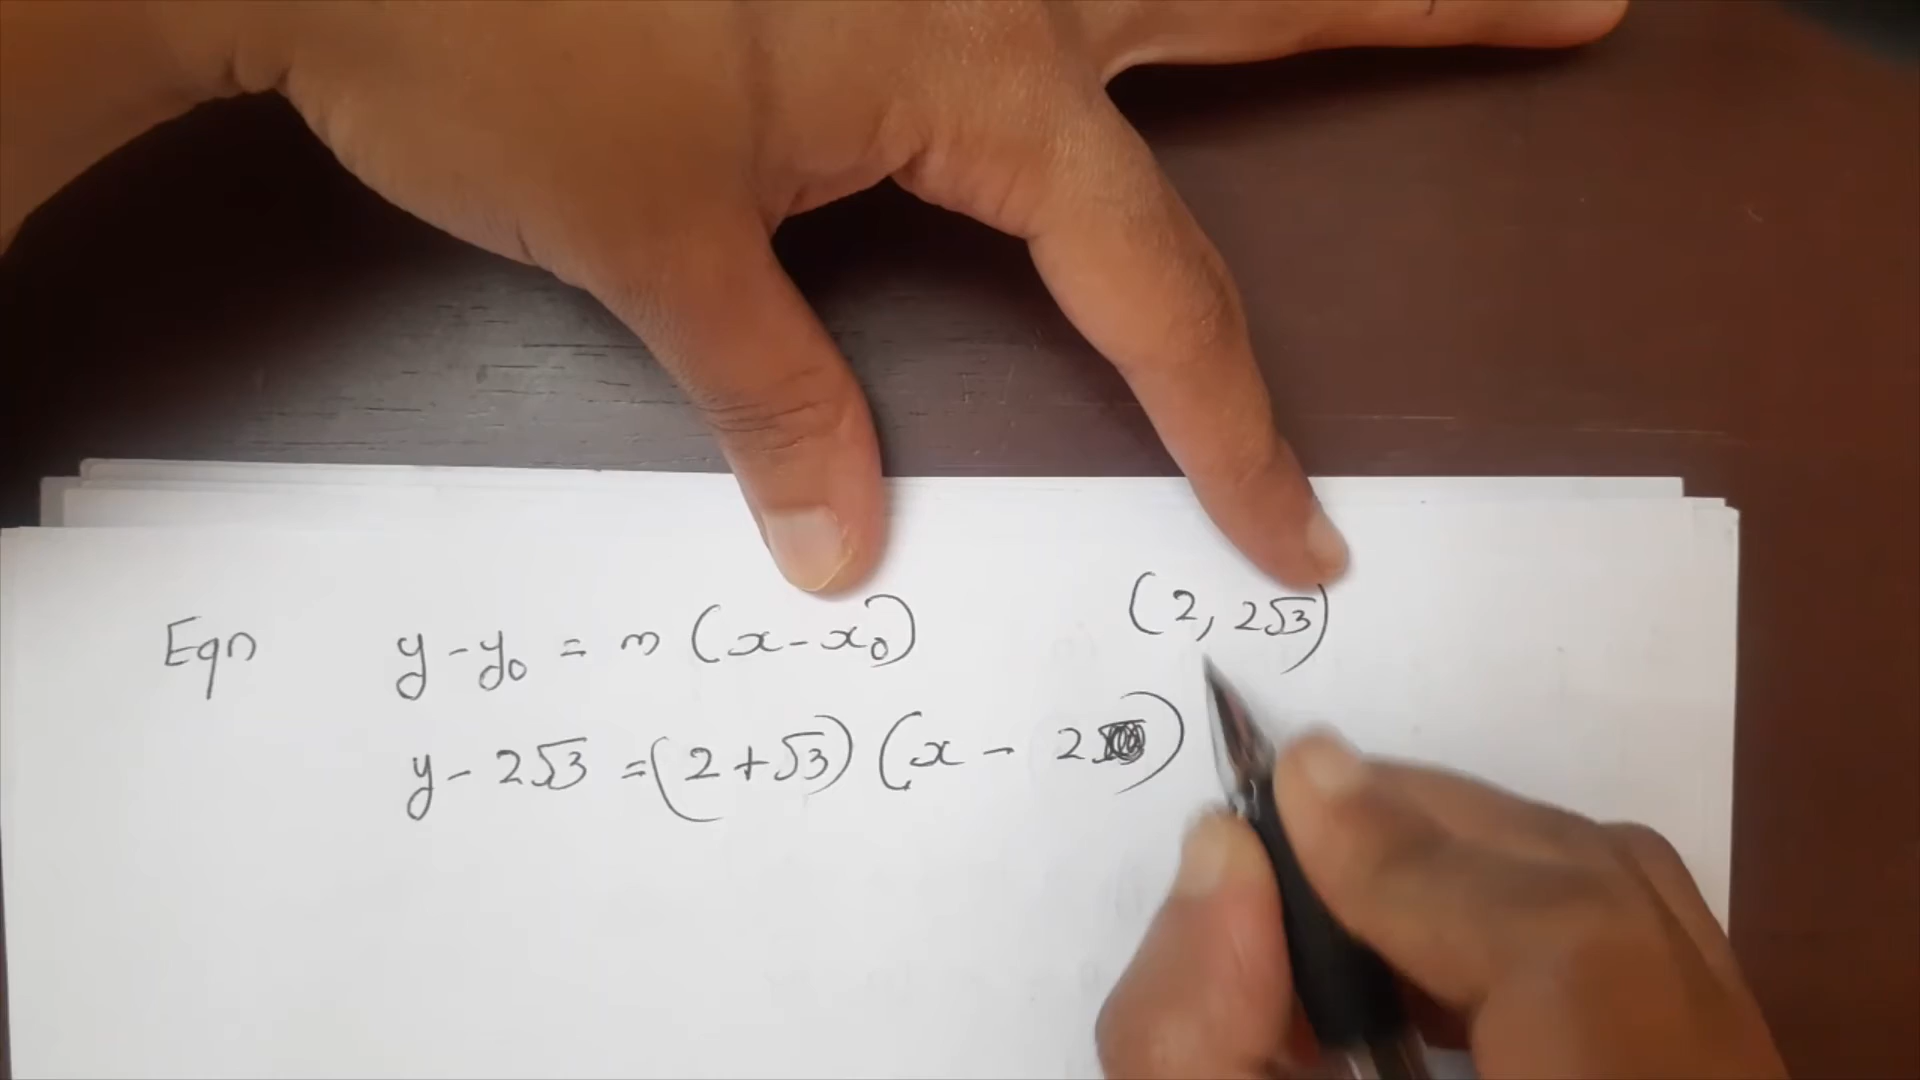 Eqn y - y₀ = m (x - x₀) (2, 2√3)
y - 2√3 = (2 + √3) (x - 2)